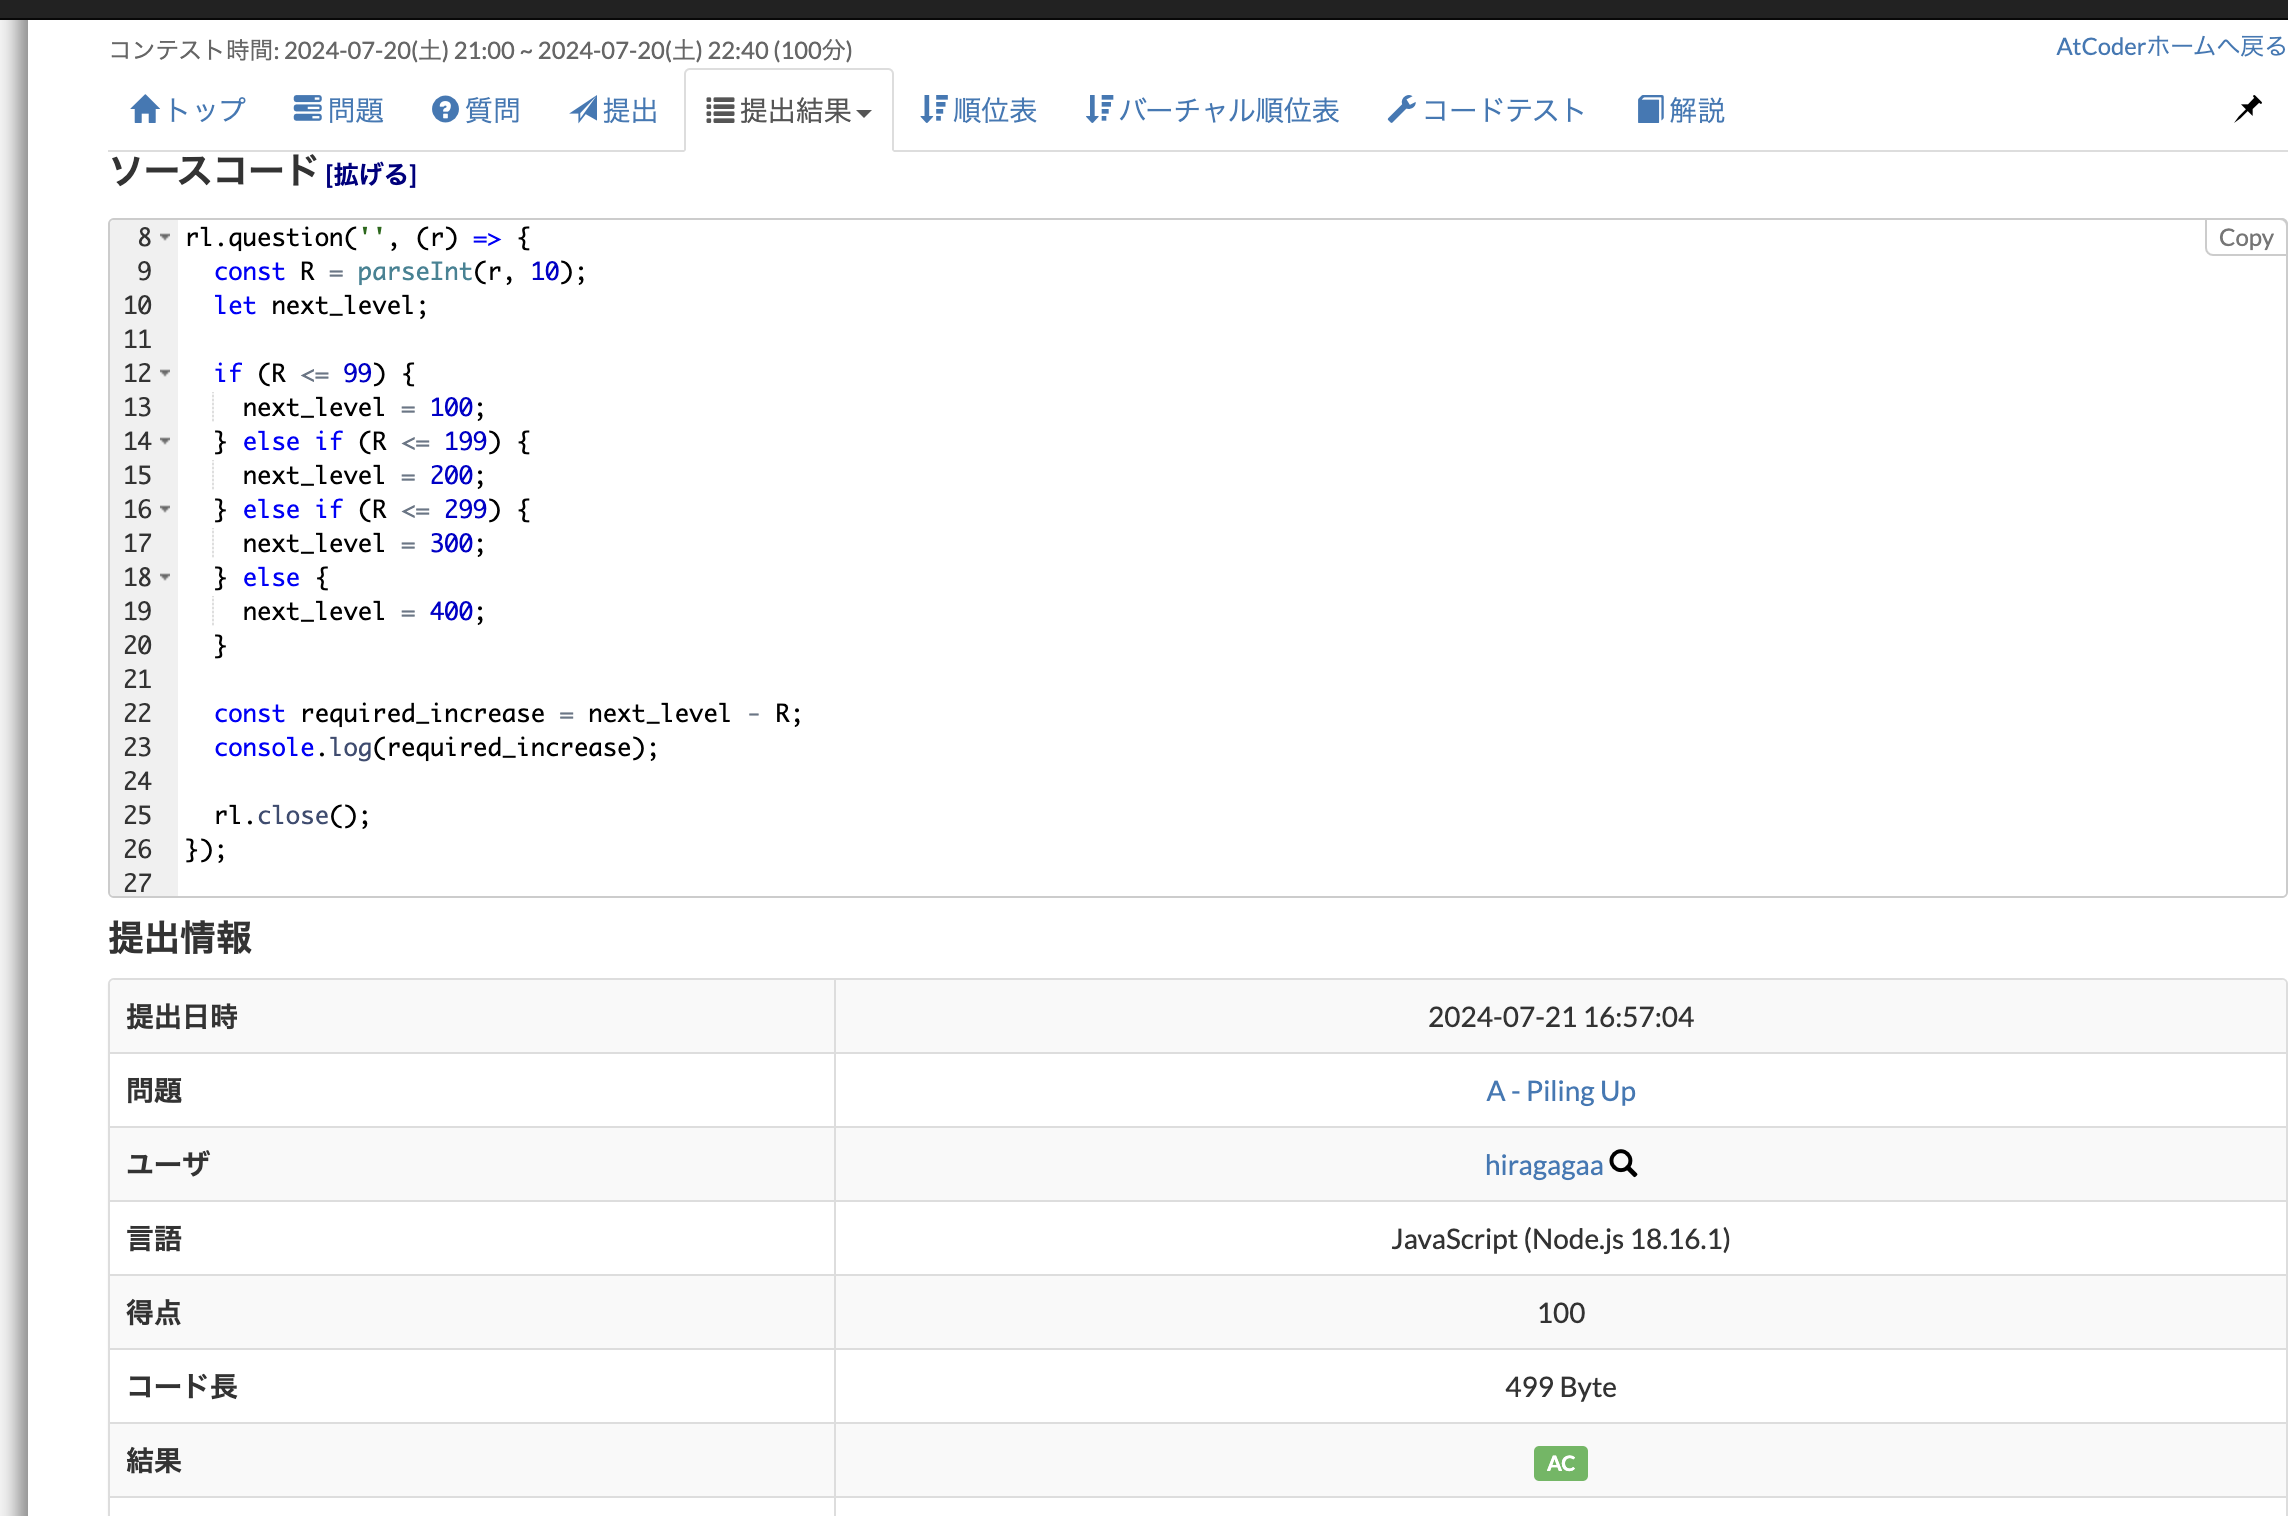 コンテスト時間: 2024-07-20(土) 21:00 ~ 2024-07-20(土) 22:40 (100分)
AtCoderホームへ戻る
トップ 問題 質問 提出 提出結果 順位表 バーチャル順位表 コードテスト 解説
ソースコード [拡げる]
Copy
8 rl.question('', (r) => {
9   const R = parseInt(r, 10);
10   let next_level;
11
12   if (R <= 99) {
13     next_level = 100;
14   } else if (R <= 199) {
15     next_level = 200;
16   } else if (R <= 299) {
17     next_level = 300;
18   } else {
19     next_level = 400;
20   }
21
22   const required_increase = next_level - R;
23   console.log(required_increase);
24
25   rl.close();
26 });
27
提出情報
提出日時 2024-07-21 16:57:04
問題 A - Piling Up
ユーザ hiragagaa
言語 JavaScript (Node.js 18.16.1)
得点 100
コード長 499 Byte
結果 AC